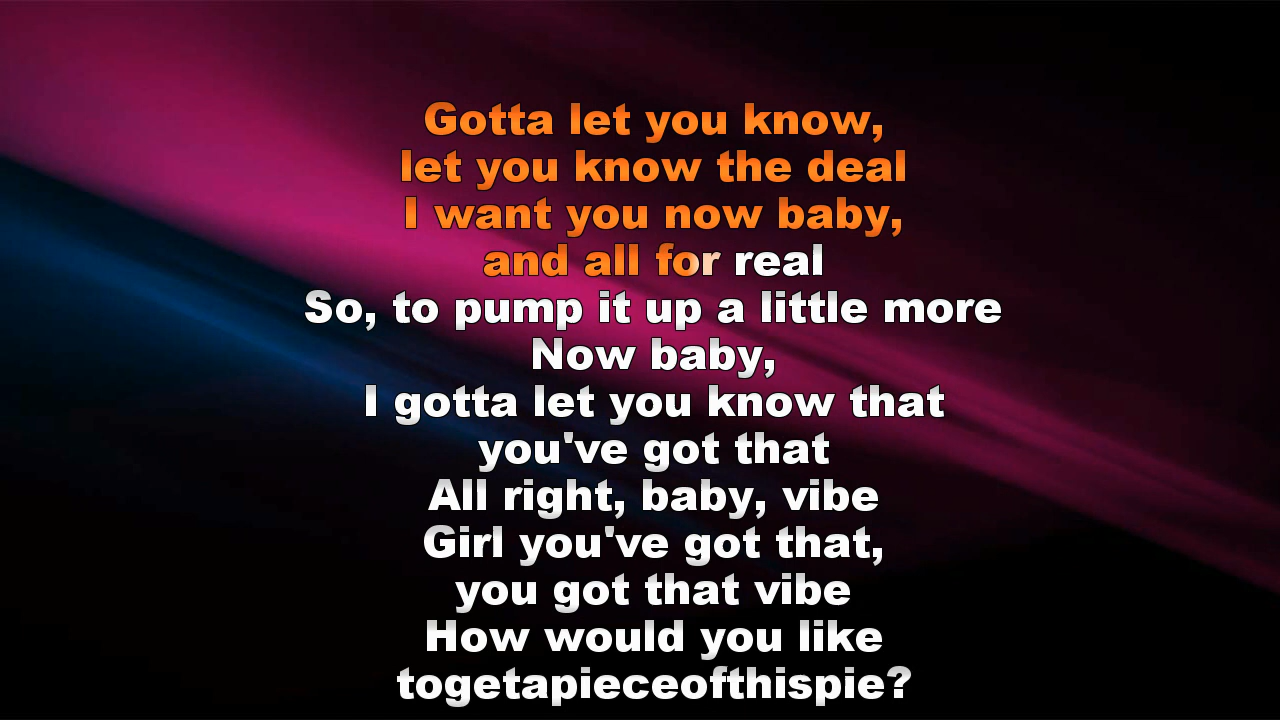 Gotta let you know,
let you know the deal
I want you now baby,
and all for real
So, to pump it up a little more
Now baby,
I gotta let you know that
you've got that
All right, baby, vibe
Girl you've got that,
you got that vibe
How would you like
togetapieceofthispie?